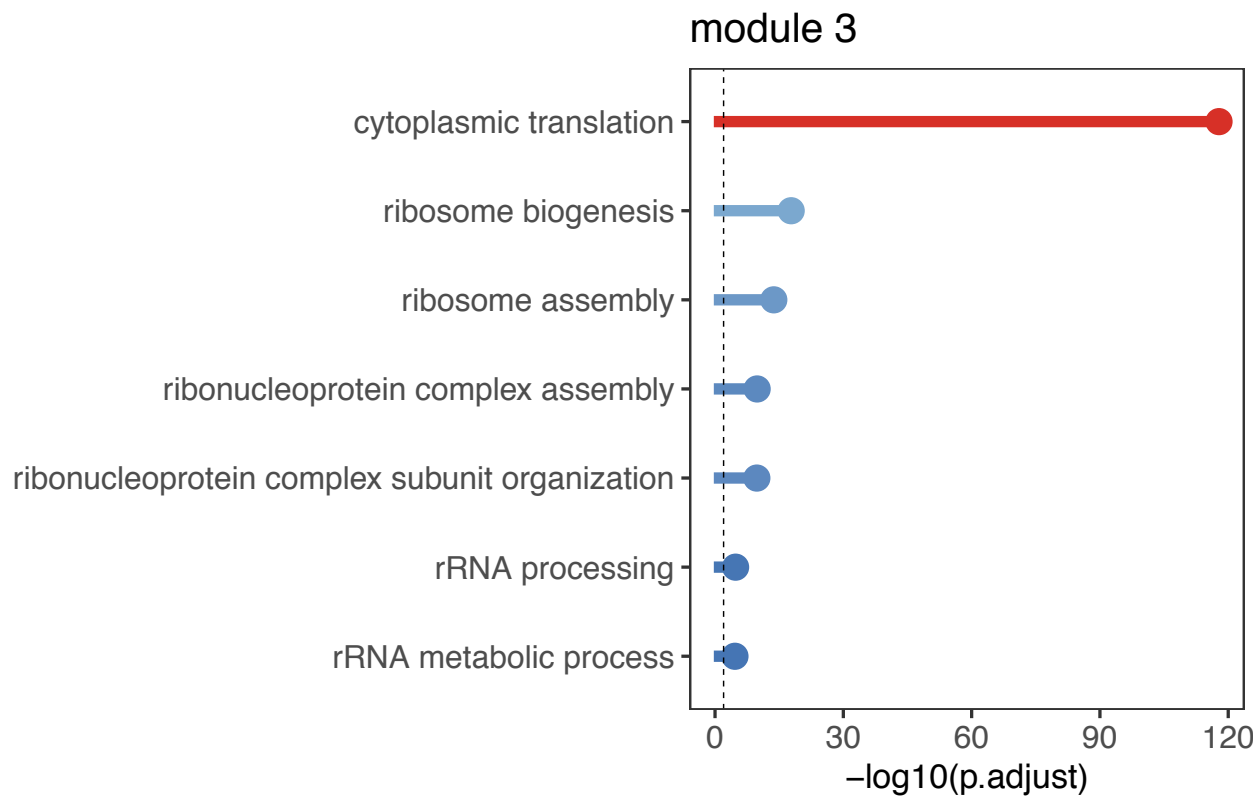 module 3
cytoplasmic translation
ribosome biogenesis
ribosome assembly
ribonucleoprotein complex assembly
ribonucleoprotein complex subunit organization
rRNA processing
rRNA metabolic process
0 30 60 90 120
−log10(p.adjust)